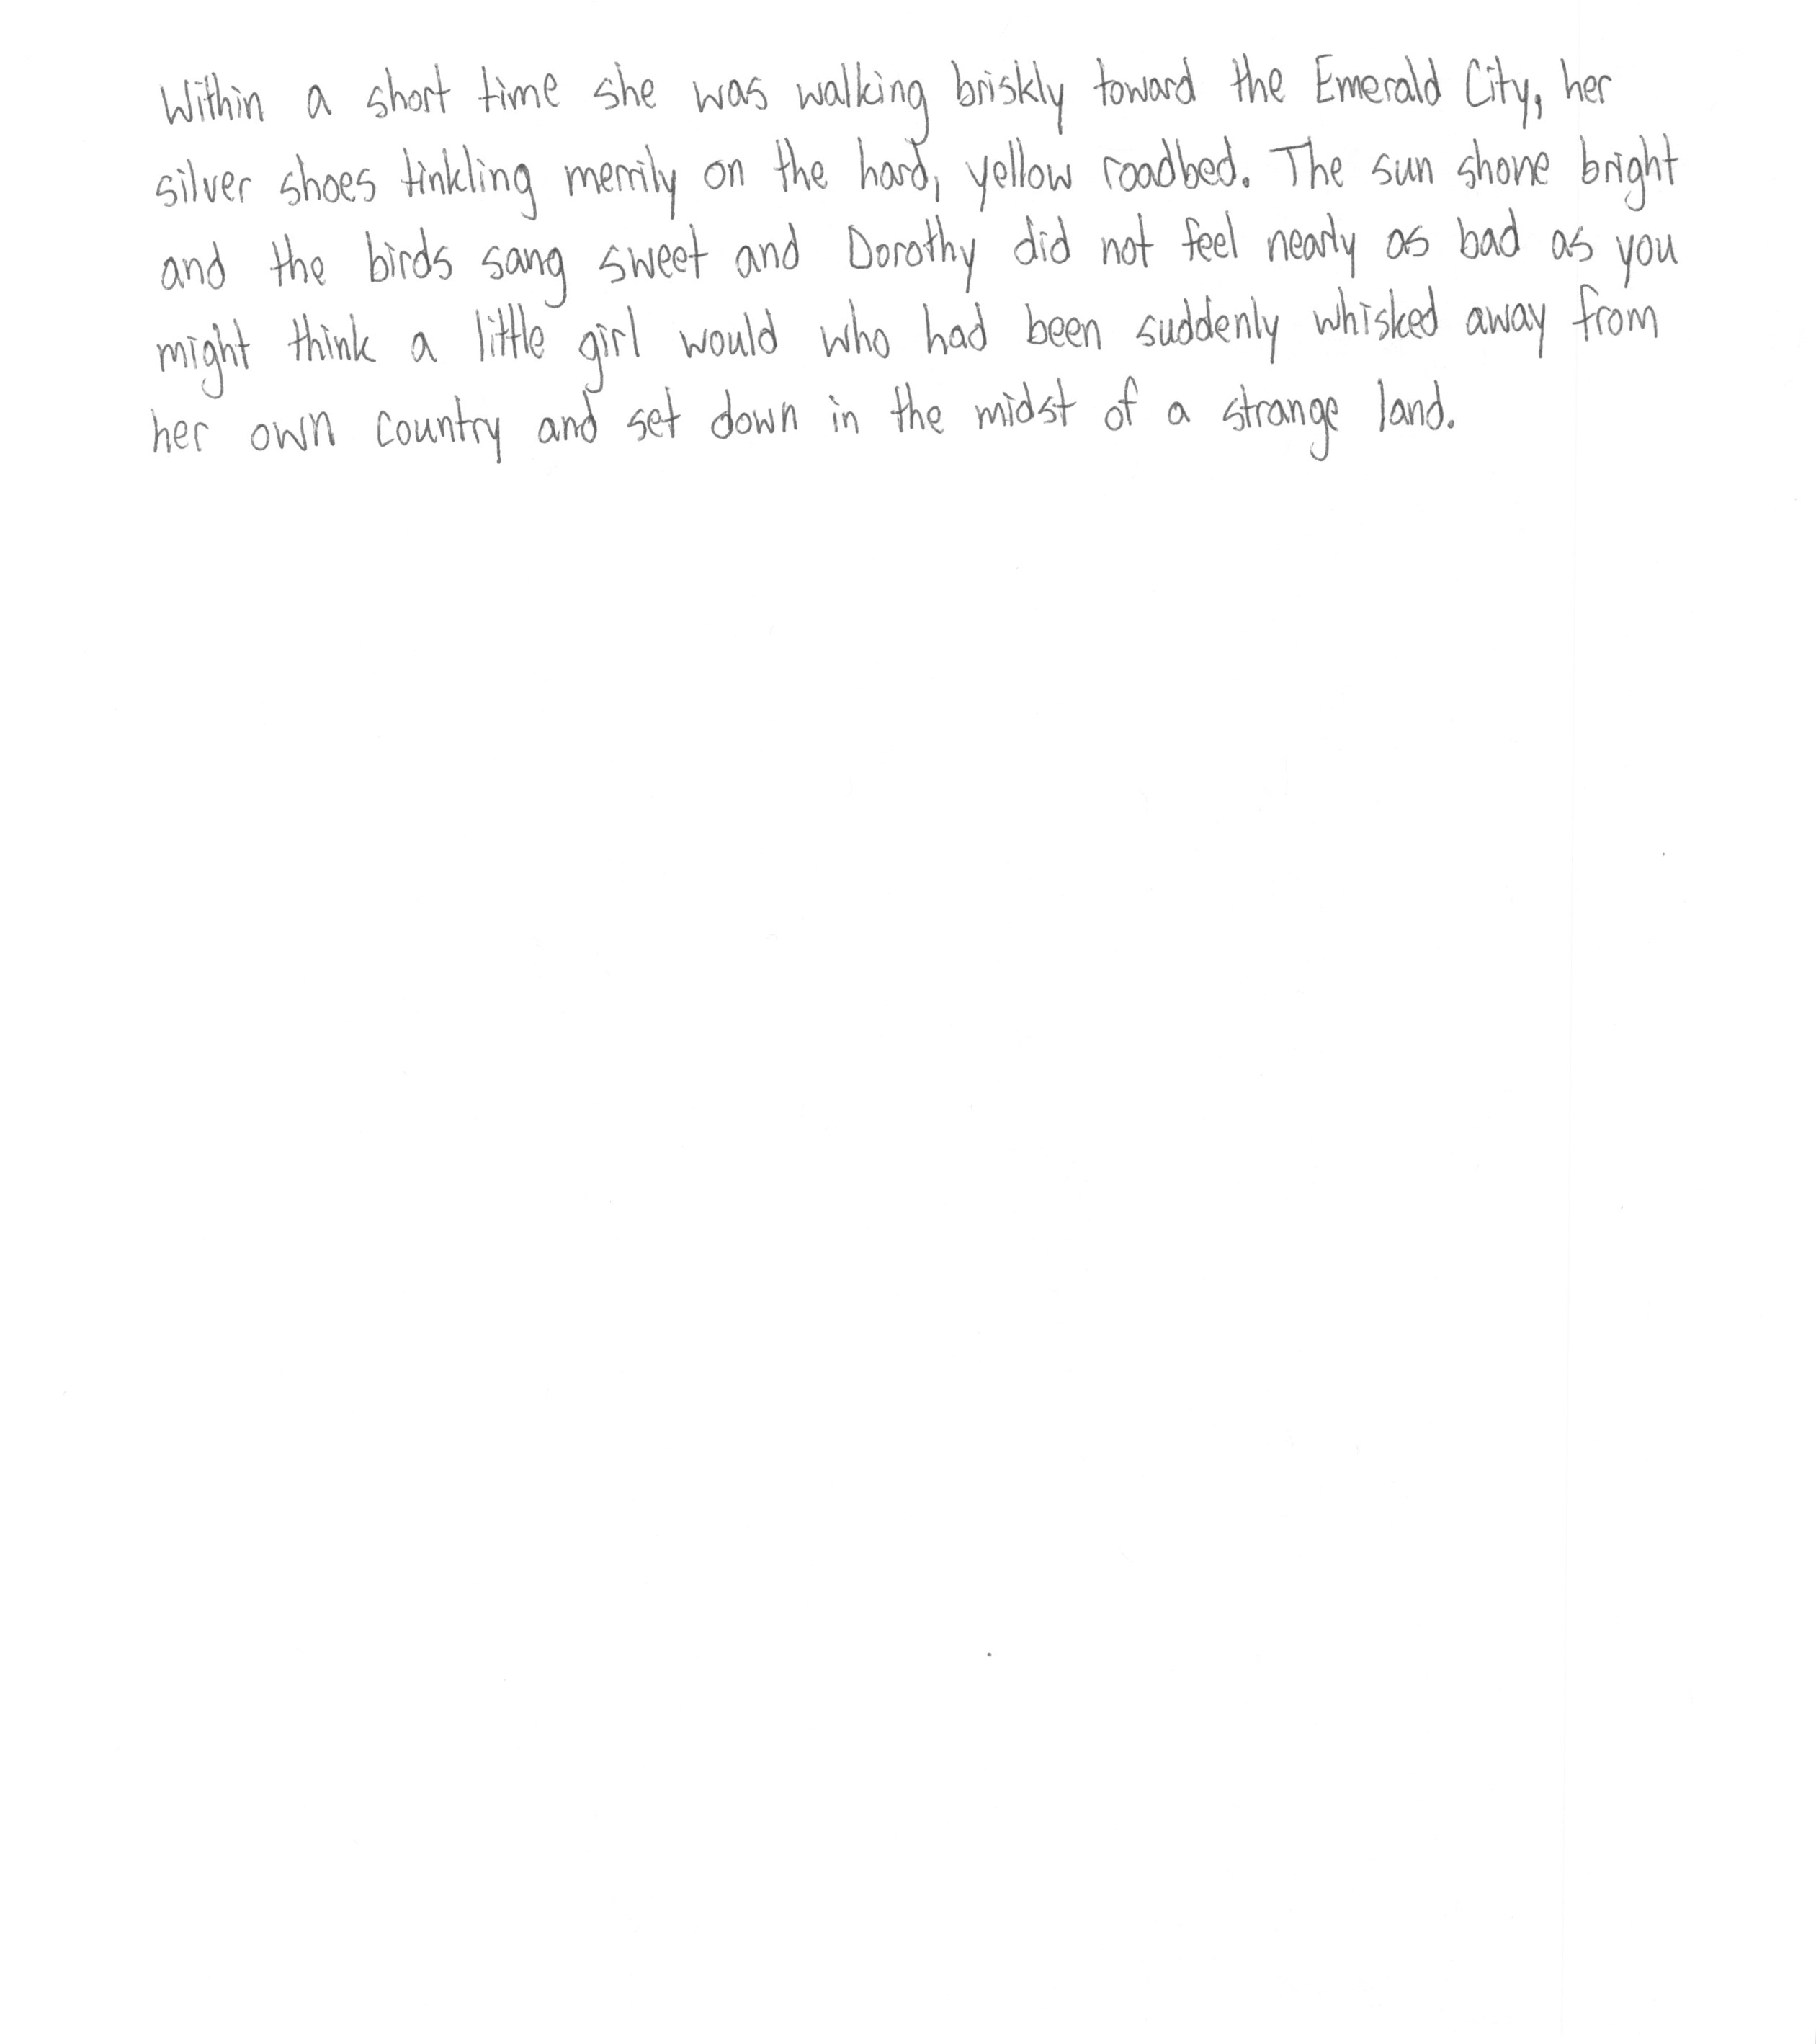 Within a short time she was walking briskly toward the Emerald City, her
silver shoes tinkling merrily on the hard, yellow roadbed. The sun shone bright
and the birds sang sweet and Dorothy did not feel nearly as bad as you
might think a little girl would who had been suddenly whisked away from
her own country and set down in the midst of a strange land.